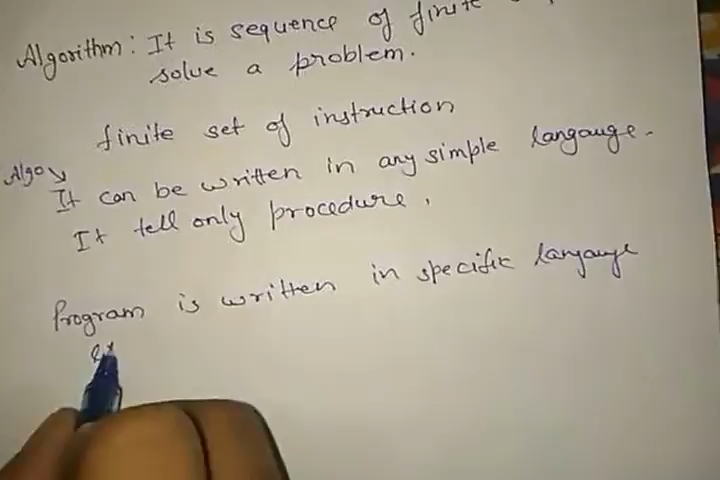 Algorithm: It is sequence of finite
solve a problem.
finite set of instruction
Algo
It can be written in any simple langauge.
It tell only procedure.
Program is written in specific langauge